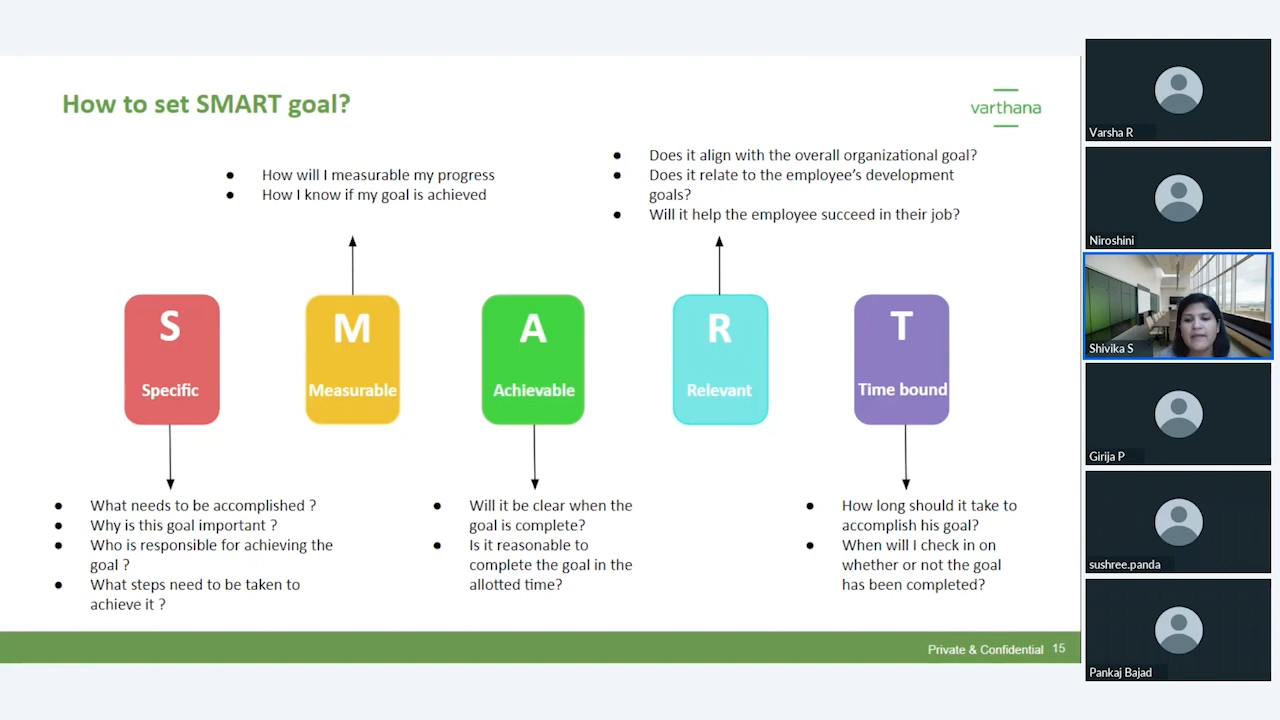 How to set SMART goal?
varthana
● How will I measurable my progress
● How I know if my goal is achieved
● Does it align with the overall organizational goal?
● Does it relate to the employee's development
goals?
● Will it help the employee succeed in their job?
S
Specific
M
Measurable
A
Achievable
R
Relevant
T
Time bound
● What needs to be accomplished ?
● Why is this goal important ?
● Who is responsible for achieving the
goal ?
● What steps need to be taken to
achieve it ?
● Will it be clear when the
goal is complete?
● Is it reasonable to
complete the goal in the
allotted time?
● How long should it take to
accomplish his goal?
● When will I check in on
whether or not the goal
has been completed?
Private & Confidential 15
Varsha R
Niroshini
Shivika S
Girija P
sushree.panda
Pankaj Bajad